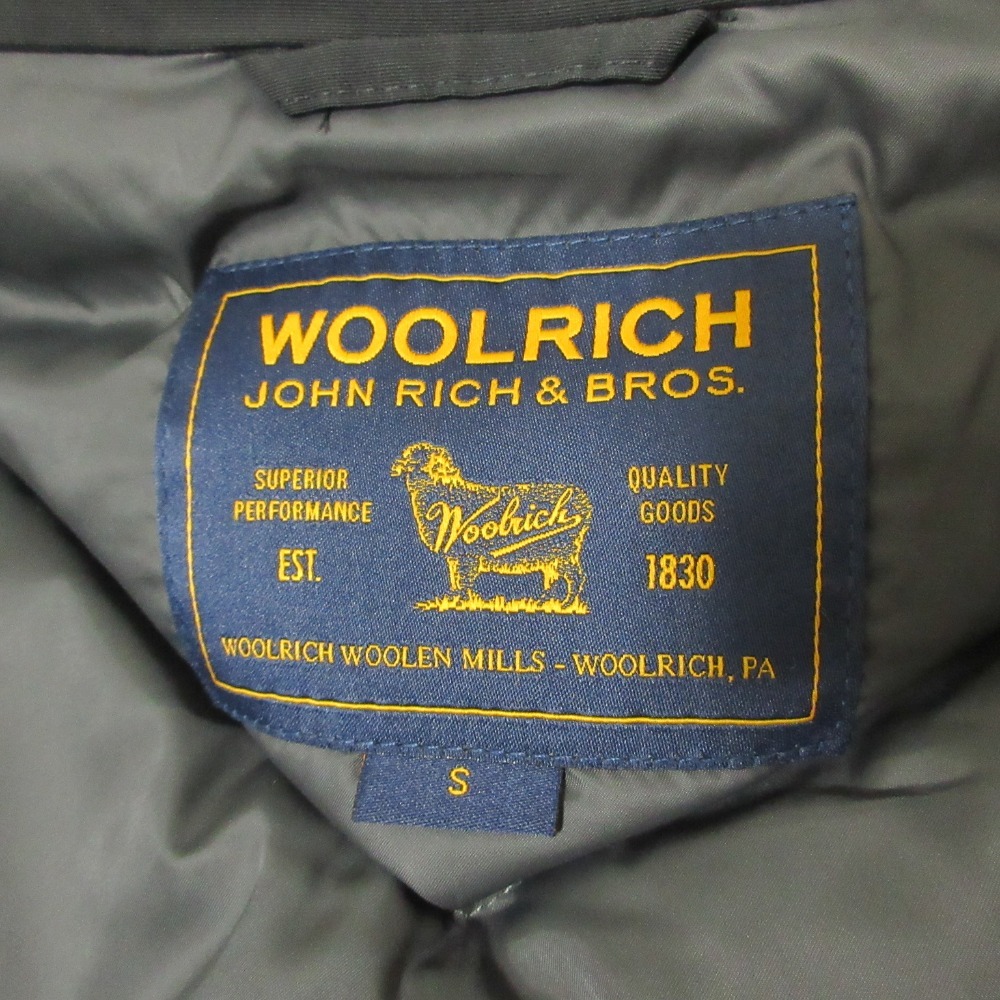 WOOLRICH
JOHN RICH & BROS.
SUPERIOR
PERFORMANCE
EST.
Woolrich
QUALITY
GOODS
1830
WOOLRICH WOOLEN MILLS - WOOLRICH, PA
S